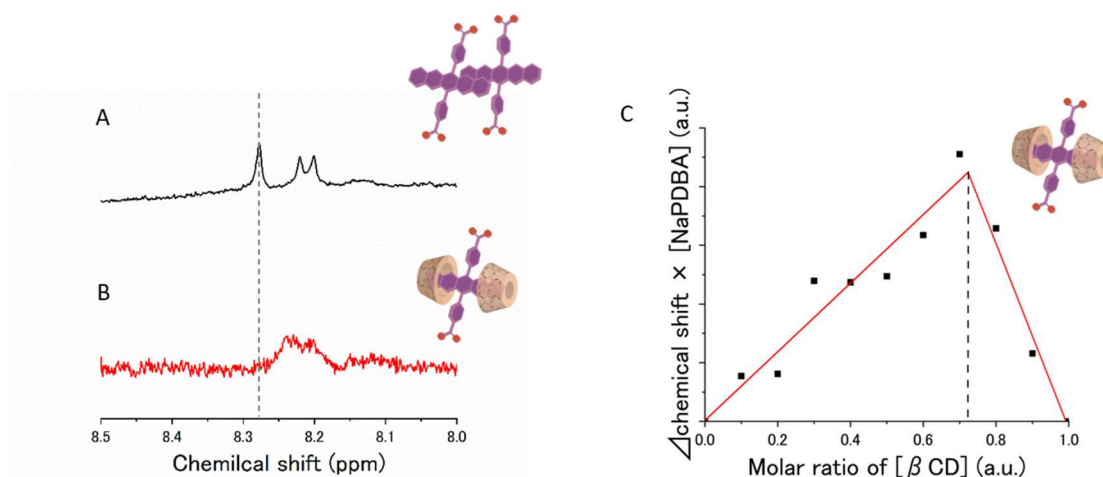 A
B
8.5 8.4 8.3 8.2 8.1 8.0
Chemilcal shift (ppm)
C
⊿chemical shift × [NaPDBA] (a.u.)
0.0 0.2 0.4 0.6 0.8 1.0
Molar ratio of [β CD] (a.u.)